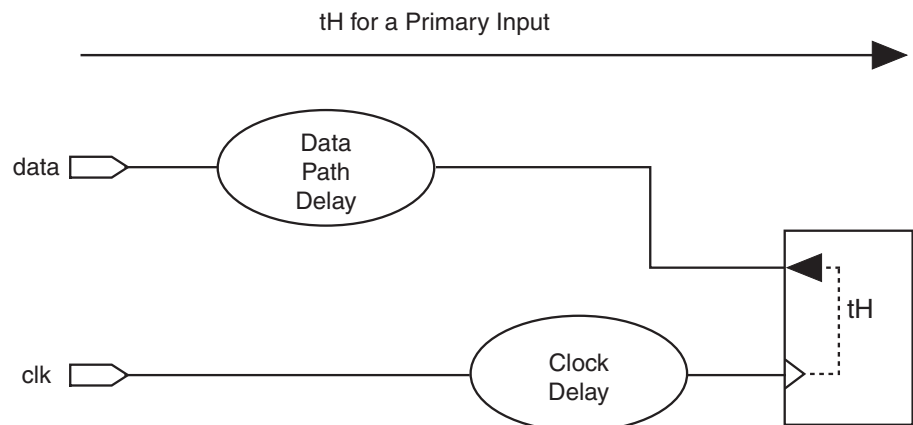 tH for a Primary Input
data
Data
Path
Delay
tH
clk
Clock
Delay